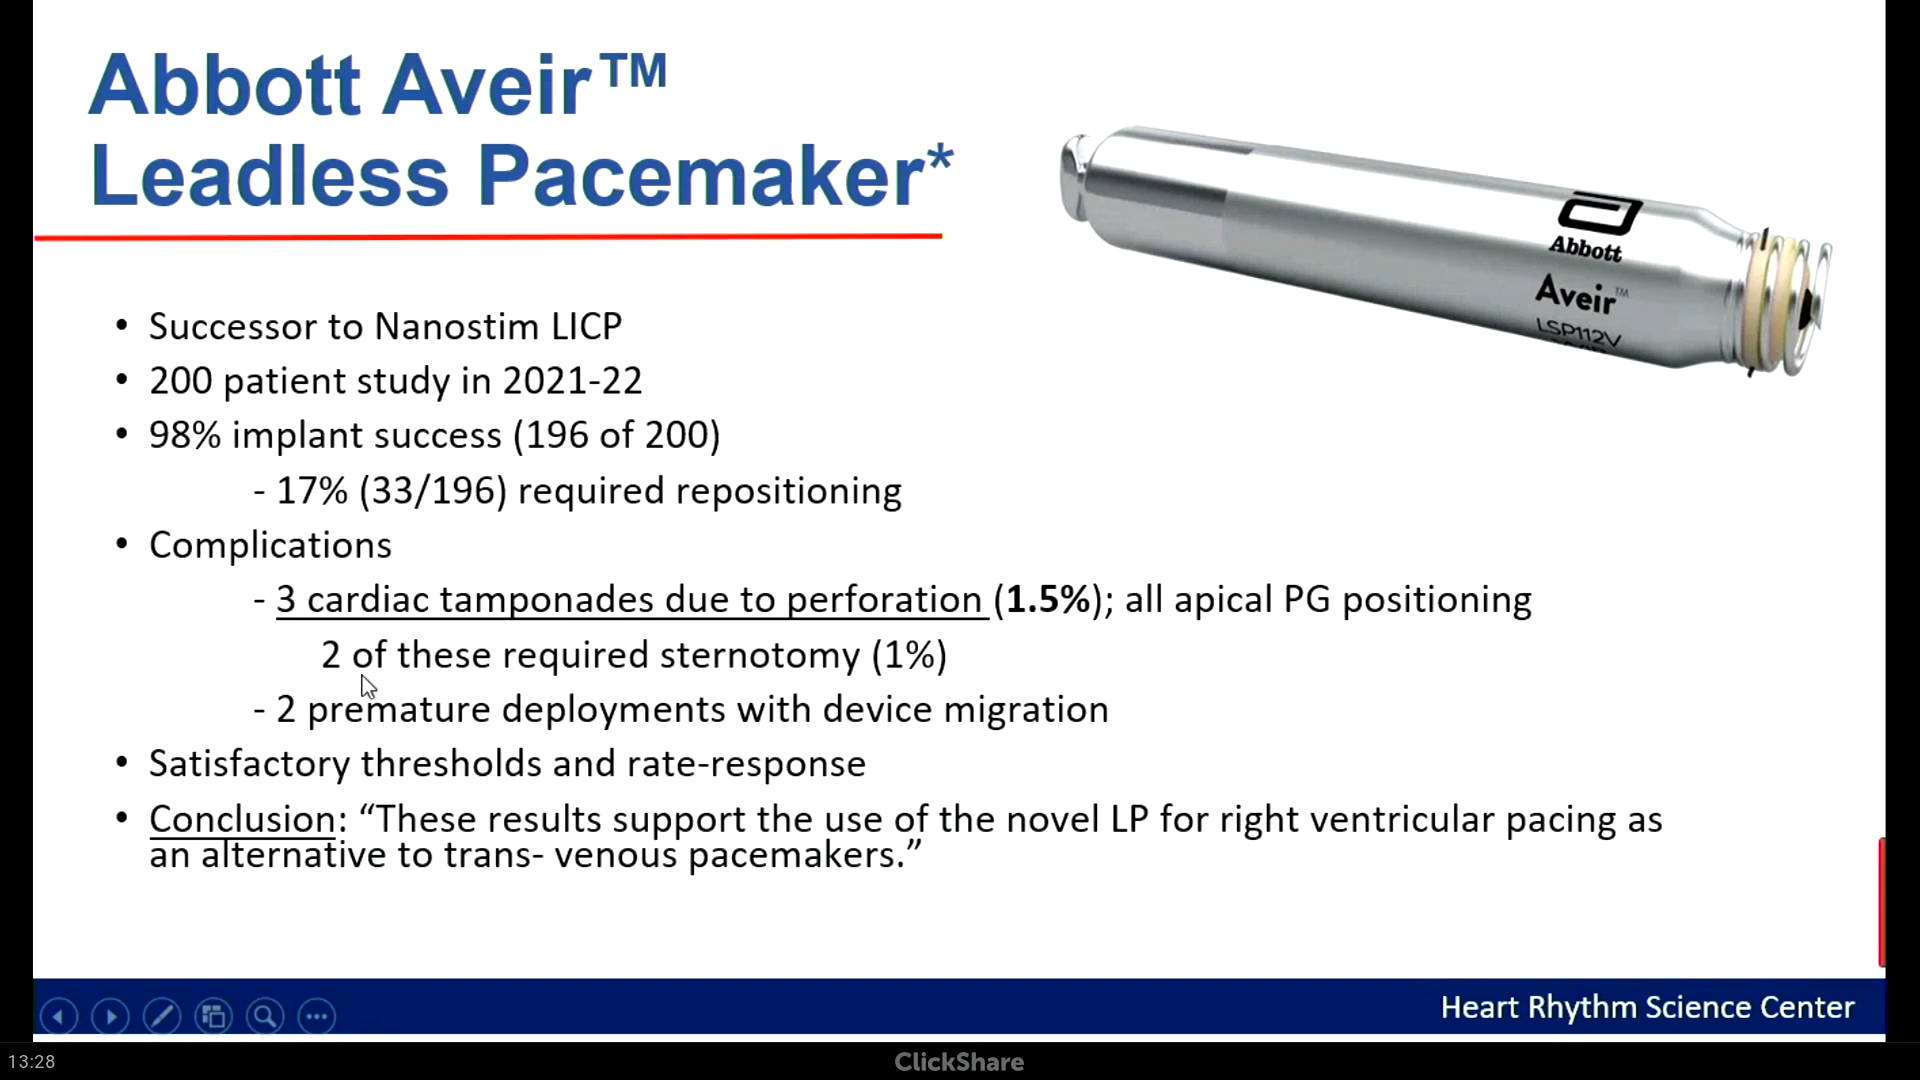 Abbott Aveir™
Leadless Pacemaker*
Abbott
Aveir™
LSP112V
• Successor to Nanostim LICP
• 200 patient study in 2021-22
• 98% implant success (196 of 200)
- 17% (33/196) required repositioning
• Complications
- 3 cardiac tamponades due to perforation (1.5%); all apical PG positioning
2 of these required sternotomy (1%)
- 2 premature deployments with device migration
• Satisfactory thresholds and rate-response
• Conclusion: “These results support the use of the novel LP for right ventricular pacing as
an alternative to trans- venous pacemakers.”
Heart Rhythm Science Center
13:28
ClickShare